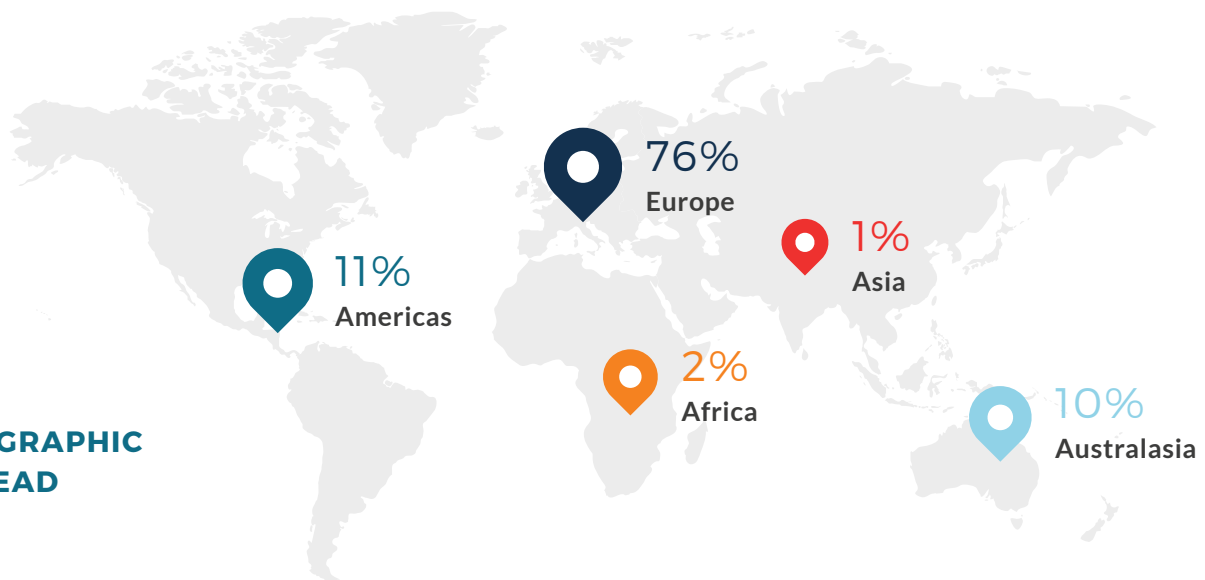 76%
Europe
1%
Asia
11%
Americas
2%
Africa
10%
Australasia
GRAPHIC
EAD